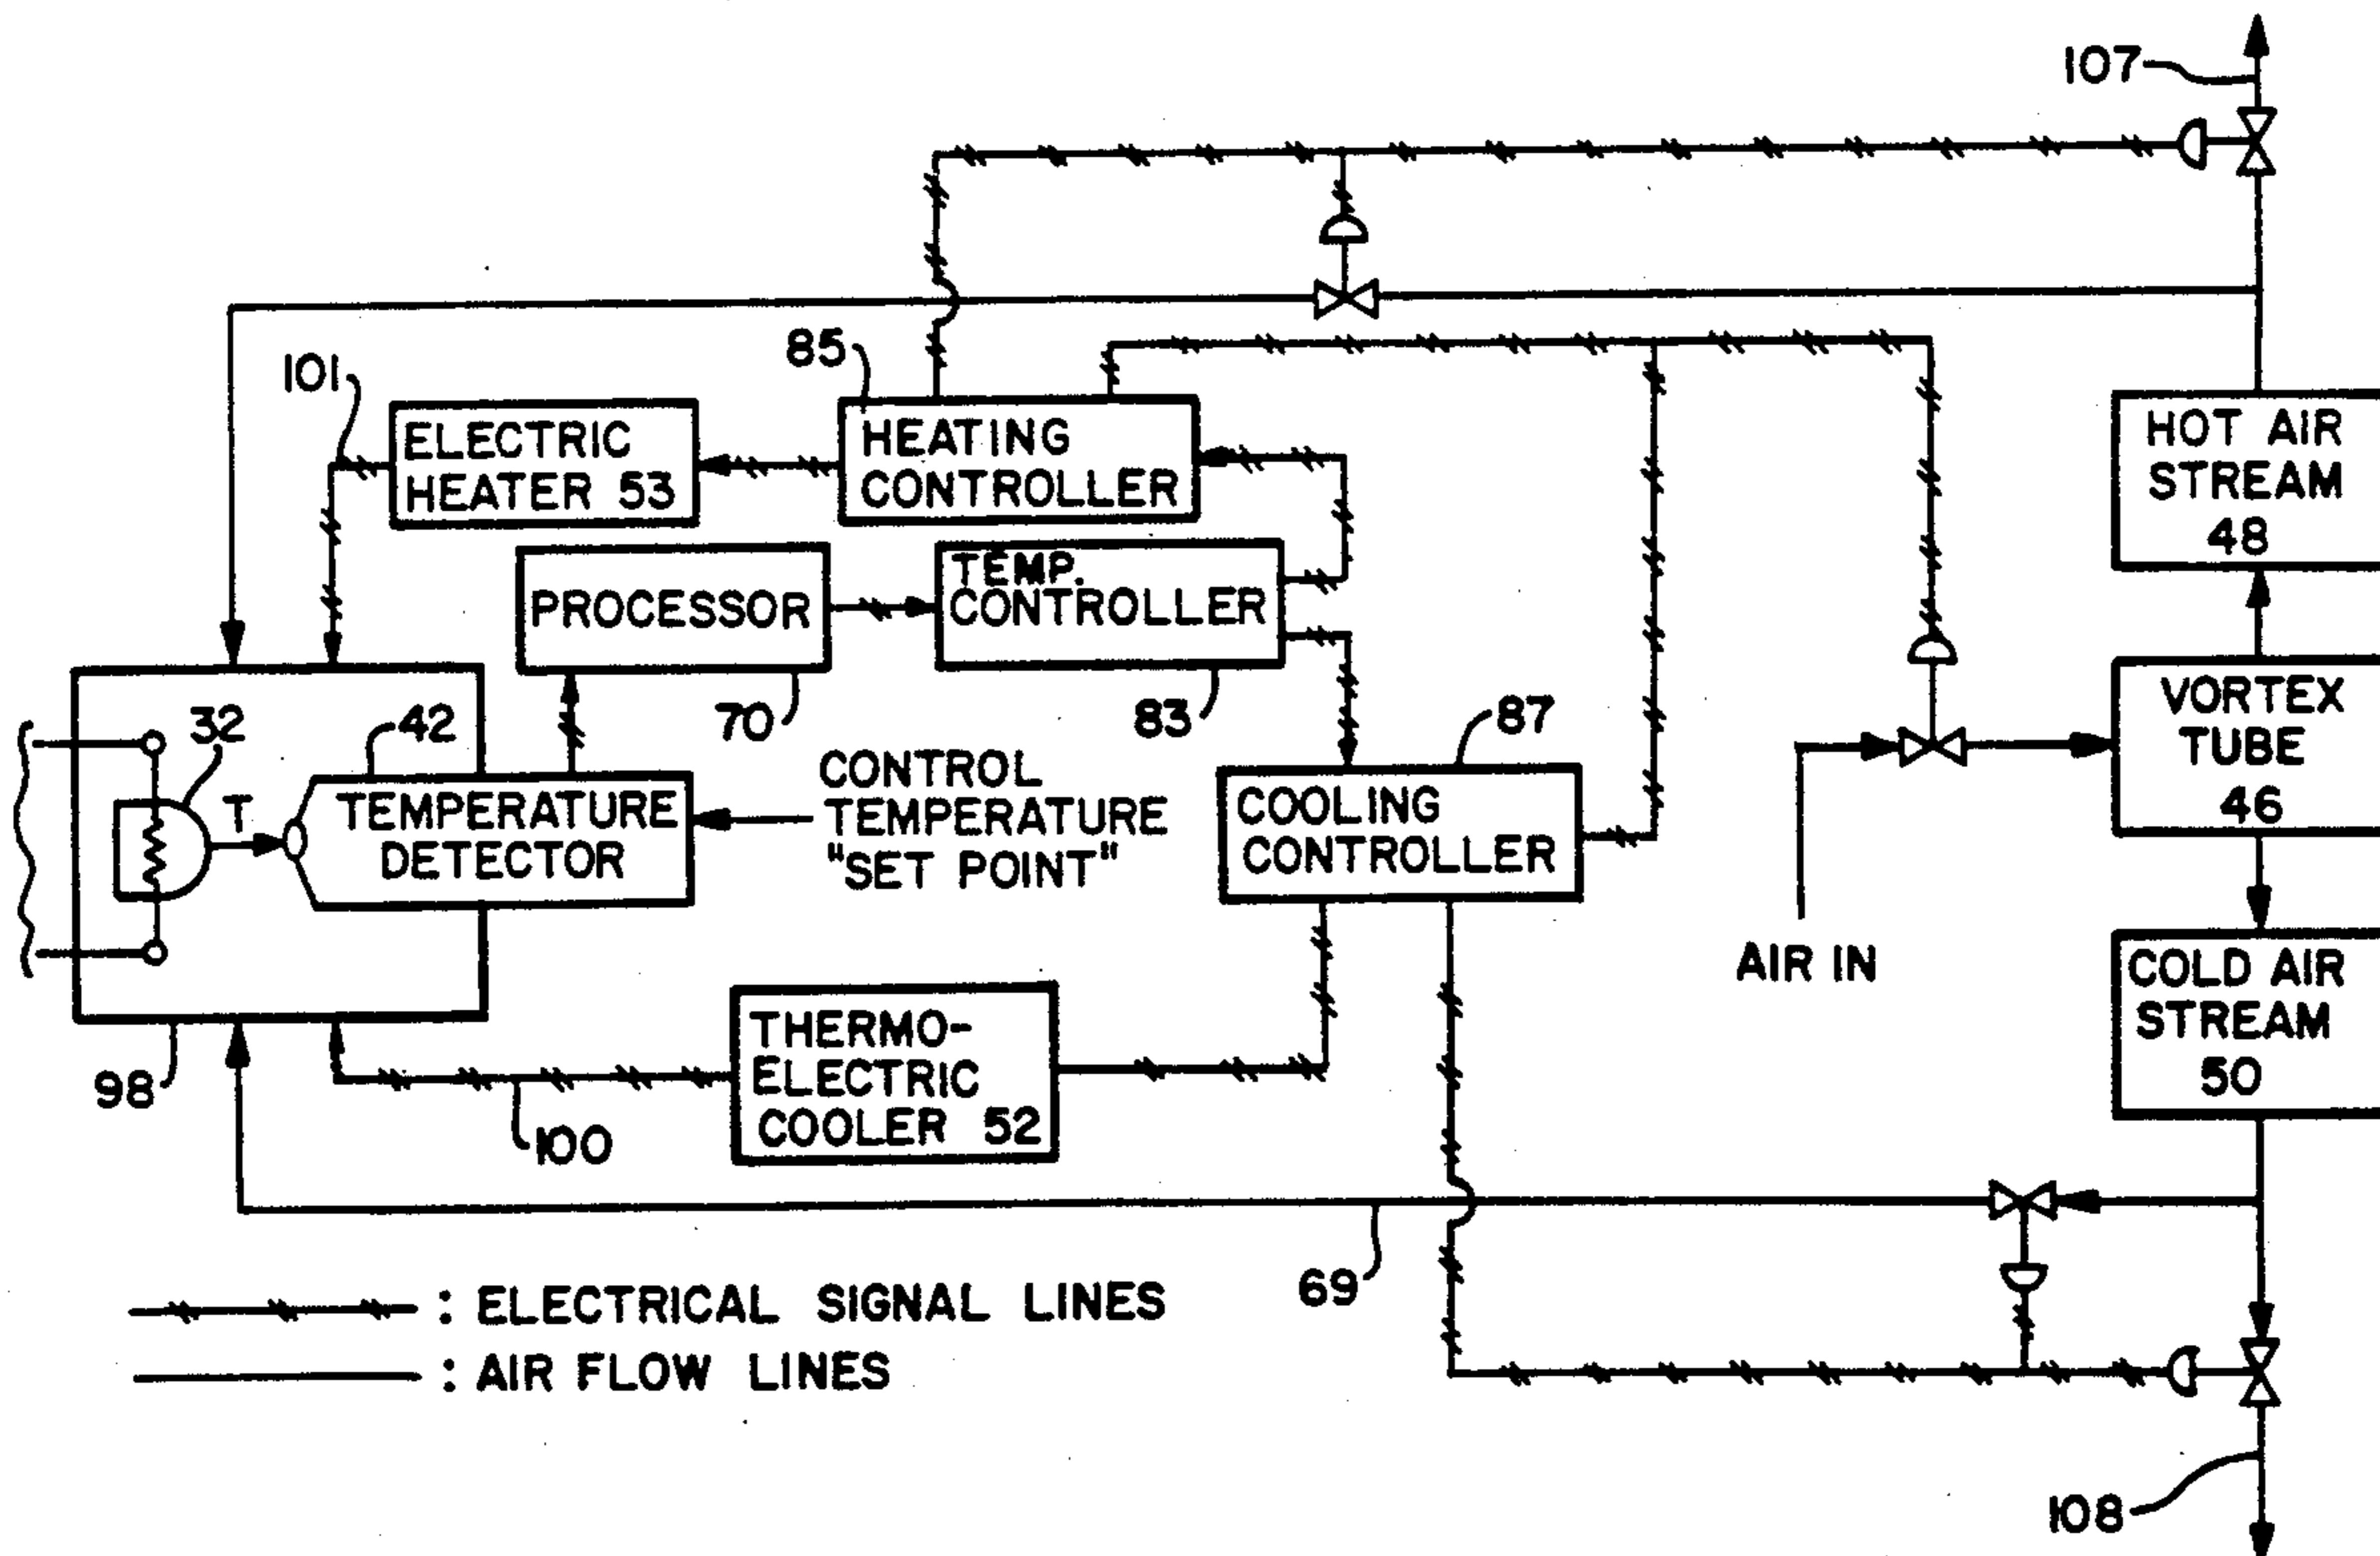 107
85
101
ELECTRIC
HEATER 53
HEATING
CONTROLLER
HOT AIR
STREAM
48
PROCESSOR
TEMP.
CONTROLLER
70
83
87
32
42
T
TEMPERATURE
DETECTOR
CONTROL
TEMPERATURE
"SET POINT"
COOLING
CONTROLLER
VORTEX
TUBE
46
AIR IN
COLD AIR
STREAM
50
98
100
THERMO-
ELECTRIC
COOLER 52
69
: ELECTRICAL SIGNAL LINES
: AIR FLOW LINES
108